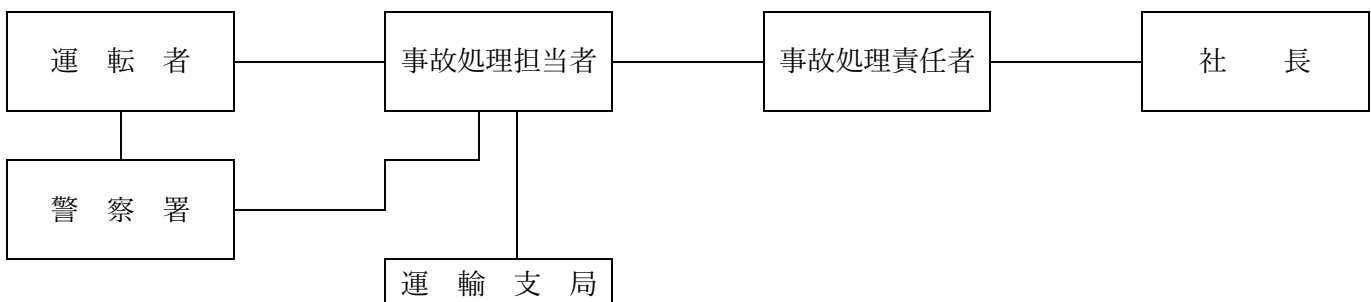 運転者
事故処理担当者
事故処理責任者
社長
警察署
運輸支局